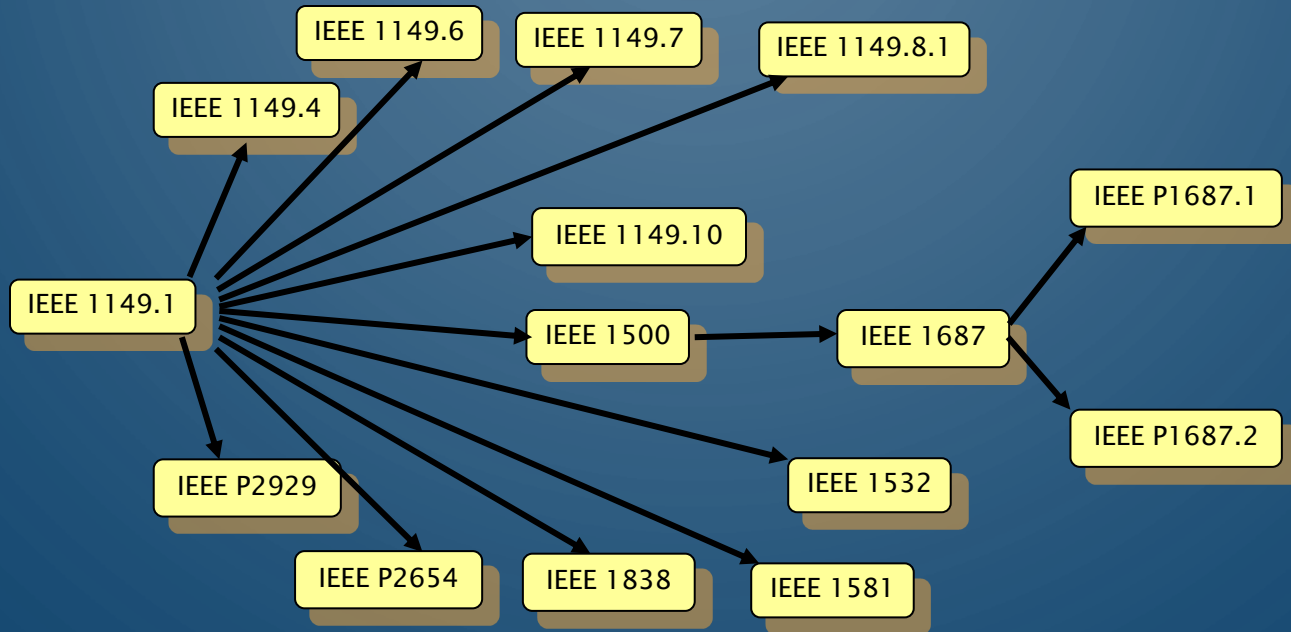 IEEE 1149.6
IEEE 1149.7
IEEE 1149.8.1
IEEE 1149.4
IEEE P1687.1
IEEE 1149.10
IEEE 1149.1
IEEE 1500
IEEE 1687
IEEE P1687.2
IEEE P2929
IEEE 1532
IEEE P2654
IEEE 1838
IEEE 1581